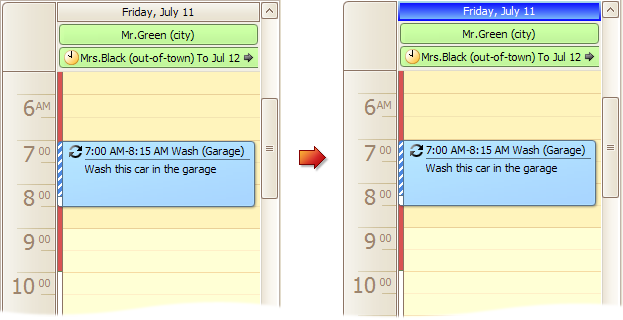 Friday, July 11
Mr.Green (city)
Mrs.Black (out-of-town) To Jul 12
6 AM
7 00
7:00 AM-8:15 AM Wash (Garage)
Wash this car in the garage
8 00
9 00
10 00
Friday, July 11
Mr.Green (city)
Mrs.Black (out-of-town) To Jul 12
6 AM
7 00
7:00 AM-8:15 AM Wash (Garage)
Wash this car in the garage
8 00
9 00
10 00